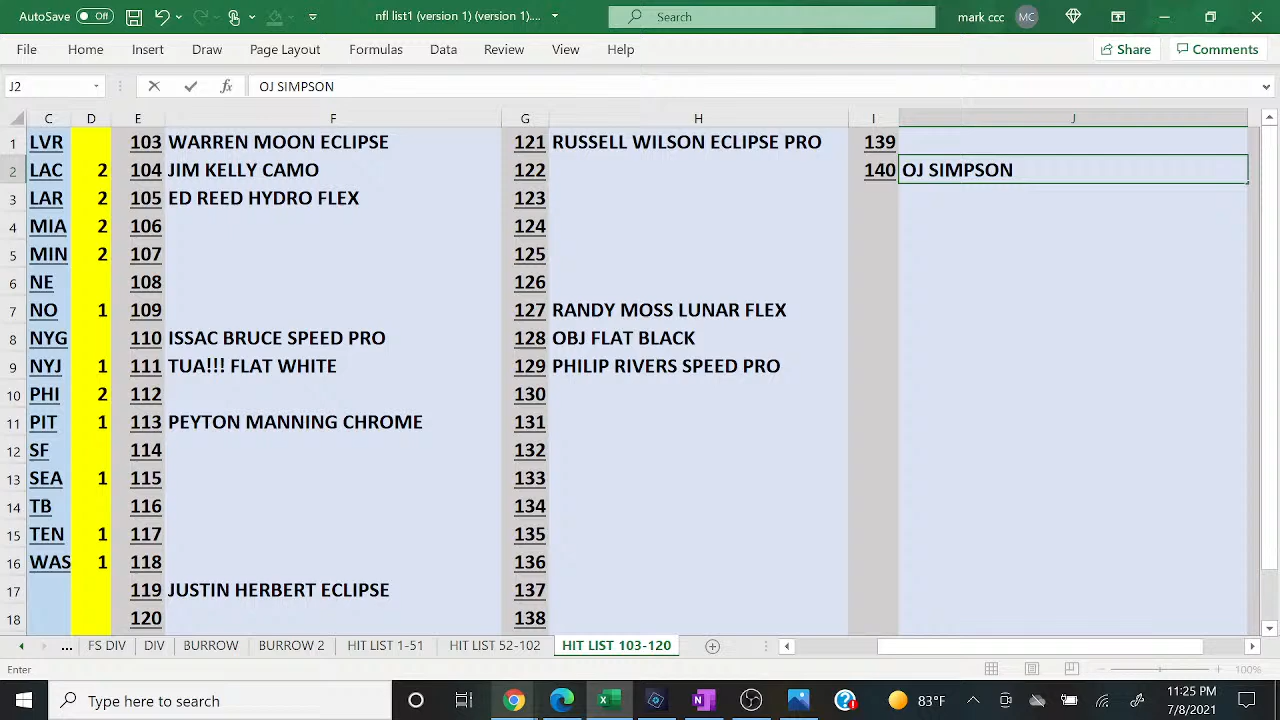 AutoSave Off nfl list1 (version 1) (version 1).... Search mark ccc MC
File Home Insert Draw Page Layout Formulas Data Review View Help Share Comments
J2 fx OJ SIMPSON
C D E F G H I J
1 LVR 103 WARREN MOON ECLIPSE 121 RUSSELL WILSON ECLIPSE PRO 139
2 LAC 2 104 JIM KELLY CAMO 122 140 OJ SIMPSON
3 LAR 2 105 ED REED HYDRO FLEX 123
4 MIA 2 106 124
5 MIN 2 107 125
6 NE 108 126
7 NO 1 109 127 RANDY MOSS LUNAR FLEX
8 NYG 110 ISSAC BRUCE SPEED PRO 128 OBJ FLAT BLACK
9 NYJ 1 111 TUA!!! FLAT WHITE 129 PHILIP RIVERS SPEED PRO
10 PHI 2 112 130
11 PIT 1 113 PEYTON MANNING CHROME 131
12 SF 114 132
13 SEA 1 115 133
14 TB 116 134
15 TEN 1 117 135
16 WAS 1 118 136
17 119 JUSTIN HERBERT ECLIPSE 137
18 120 138
... FS DIV DIV BURROW BURROW 2 HIT LIST 1-51 HIT LIST 52-102 HIT LIST 103-120
Enter 100%
Type here to search 83°F 11:25 PM
7/8/2021